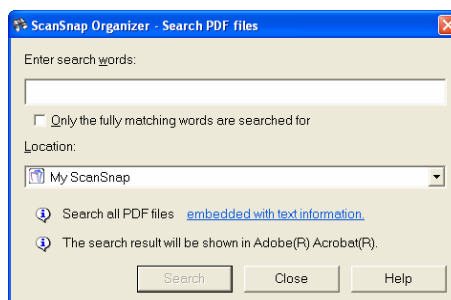 ScanSnap Organizer - Search PDF files
Enter search words:
Only the fully matching words are searched for
Location:
My ScanSnap
Search all PDF files embedded with text information.
The search result will be shown in Adobe(R) Acrobat(R).
Search Close Help